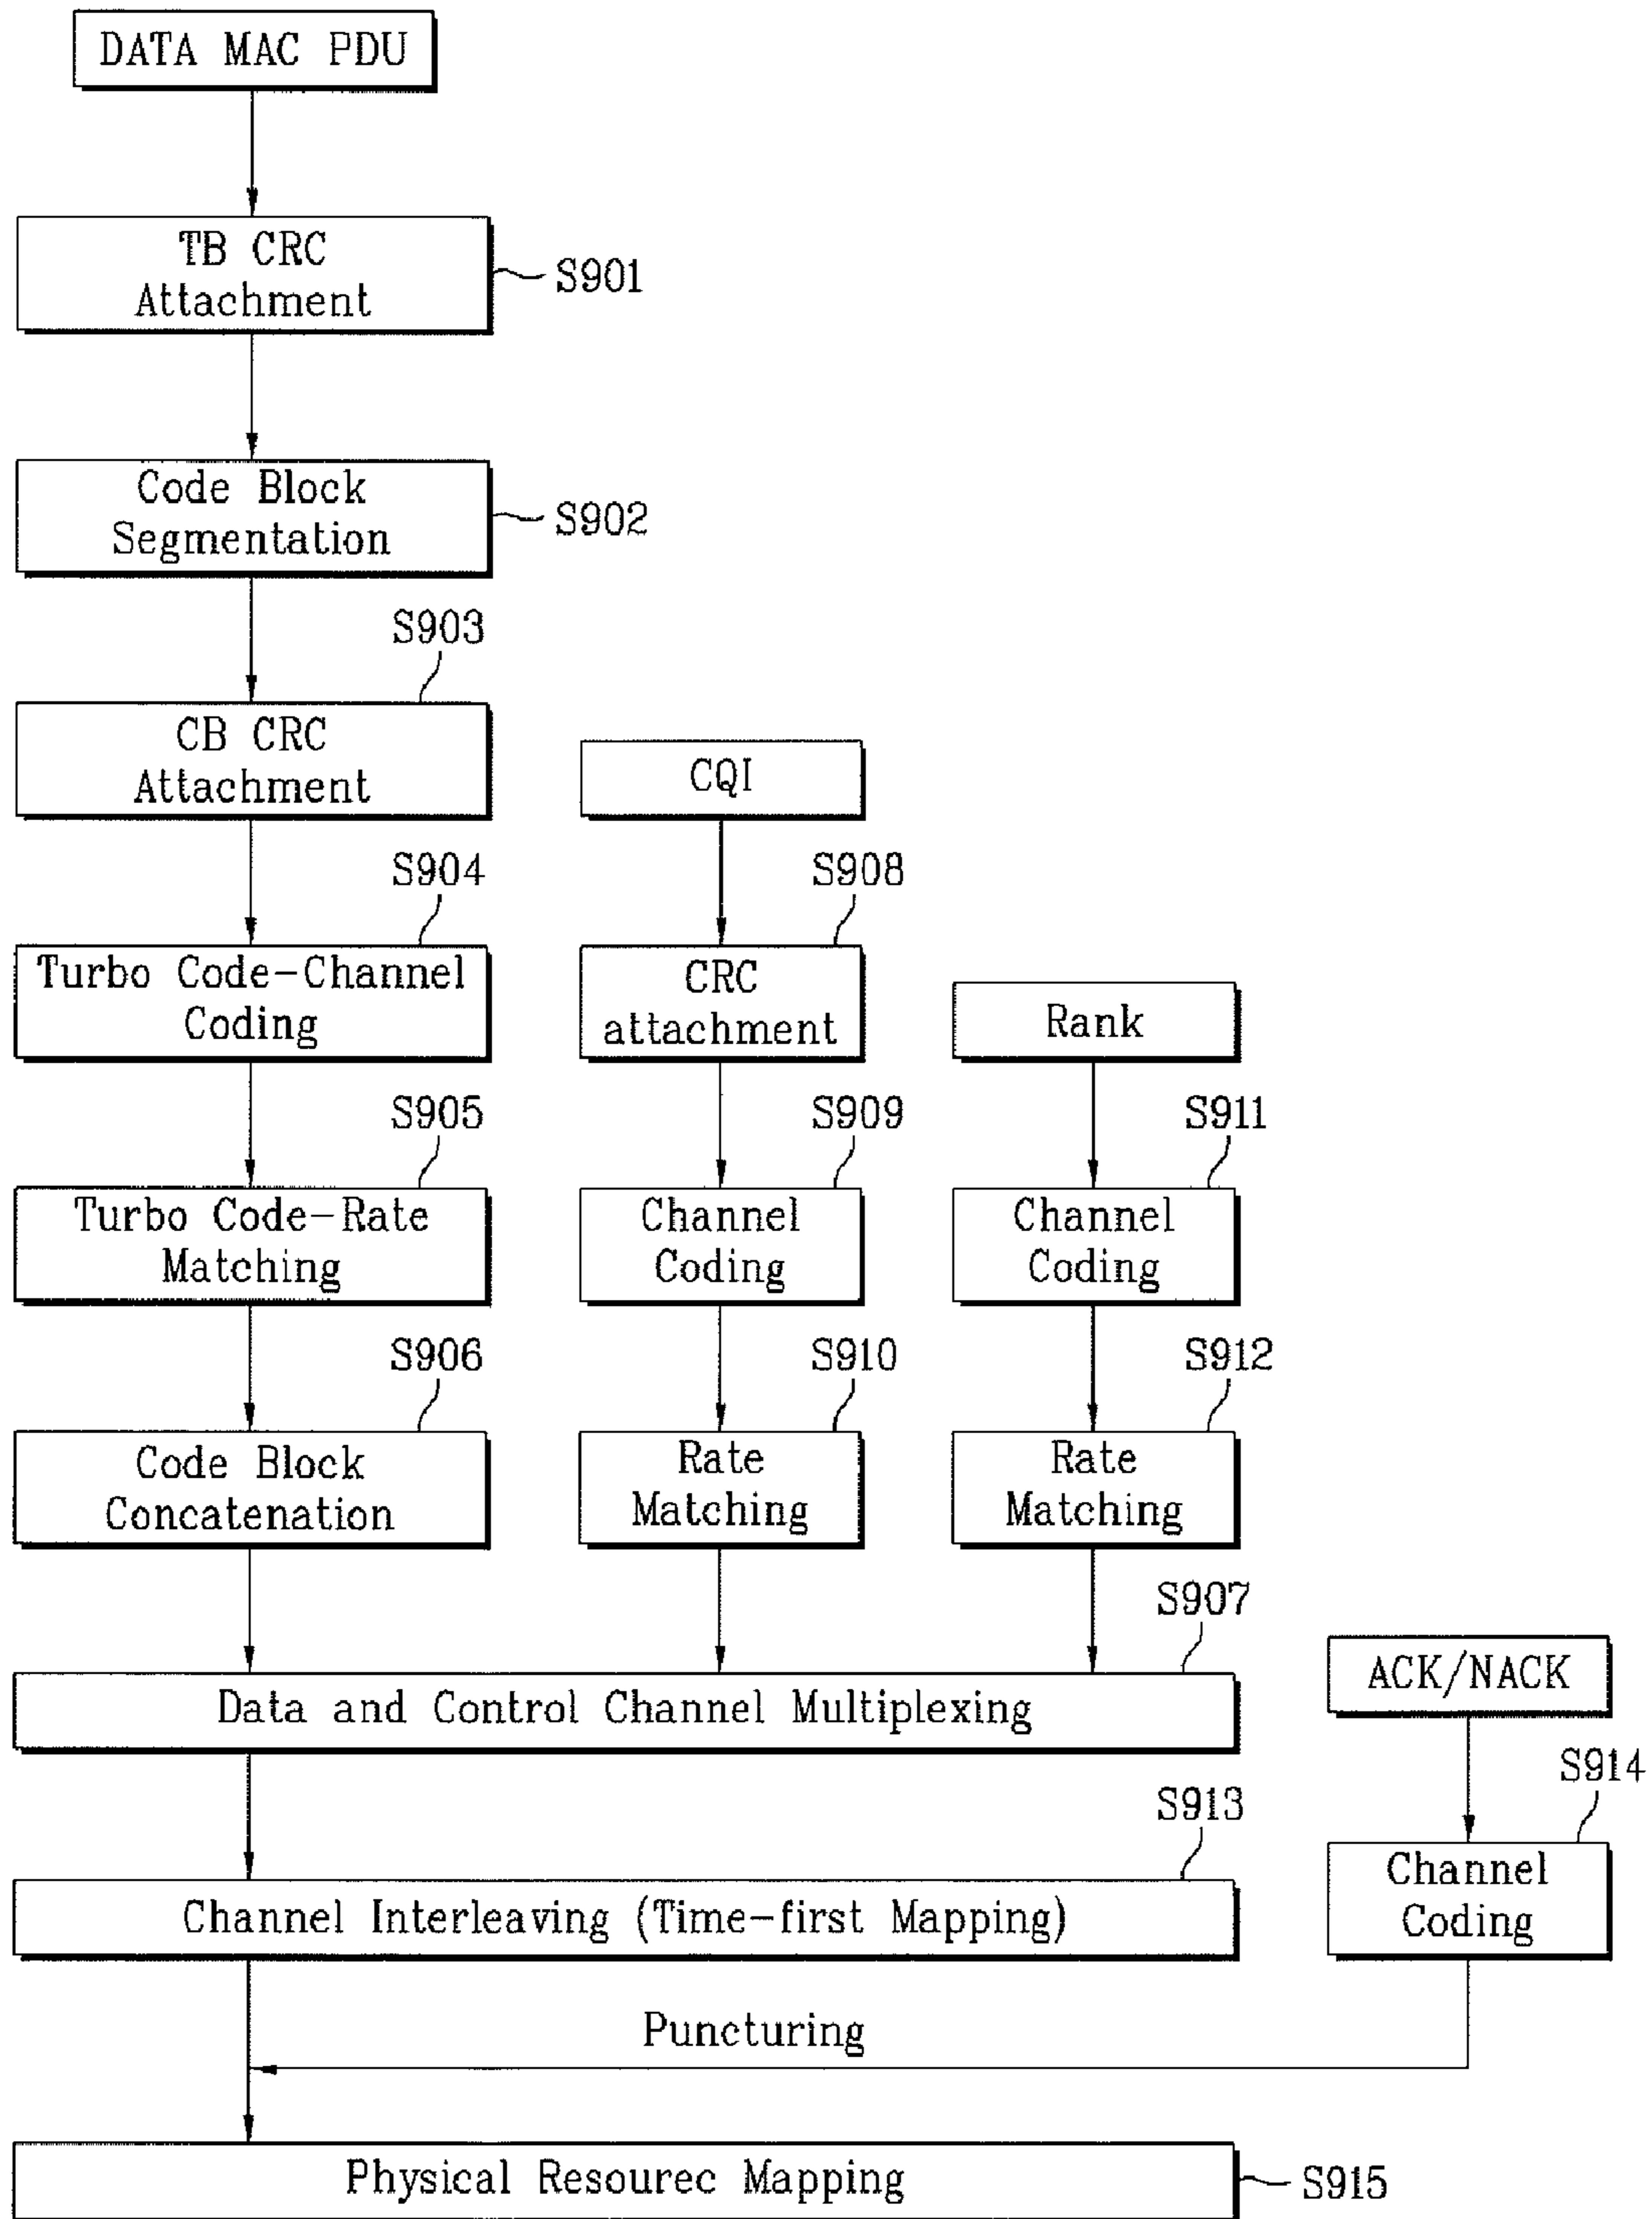 DATA MAC PDU
TB CRC
Attachment
S901
Code Block
Segmentation
S902
S903
CB CRC
Attachment
CQI
S904
S908
Turbo Code-Channel
Coding
CRC
attachment
Rank
S905
S909
S911
Turbo Code-Rate
Matching
Channel
Coding
Channel
Coding
S906
S910
S912
Code Block
Concatenation
Rate
Matching
Rate
Matching
S907
Data and Control Channel Multiplexing
ACK/NACK
S914
S913
Channel
Coding
Channel Interleaving (Time-first Mapping)
Puncturing
Physical Resourec Mapping
S915